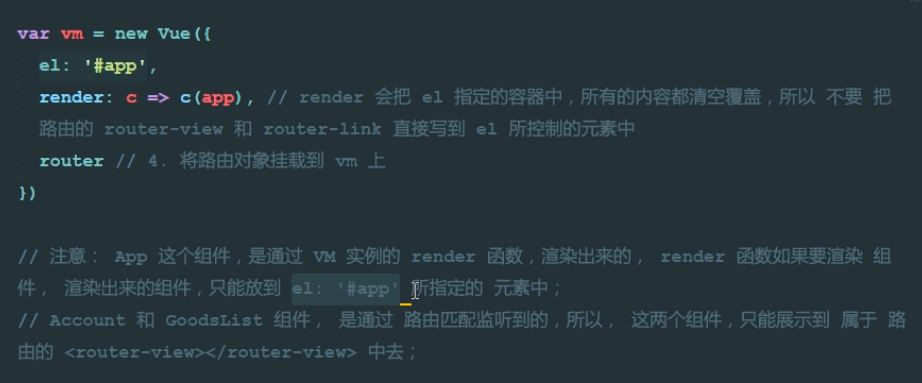 var vm = new Vue({
el: '#app',
render: c => c(app), // render 会把 el 指定的容器中，所有的内容都清空覆盖，所以 不要 把
路由的 router-view 和 router-link 直接写到 el 所控制的元素中
router // 4. 将路由对象挂载到 vm 上
})
// 注意： App 这个组件，是通过 VM 实例的 render 函数，渲染出来的， render 函数如果要渲染 组
件， 渲染出来的组件，只能放到 el: '#app' 所指定的 元素中；
// Account 和 GoodsList 组件， 是通过 路由匹配监听到的，所以， 这两个组件，只能展示到 属于 路
由的 <router-view></router-view> 中去；